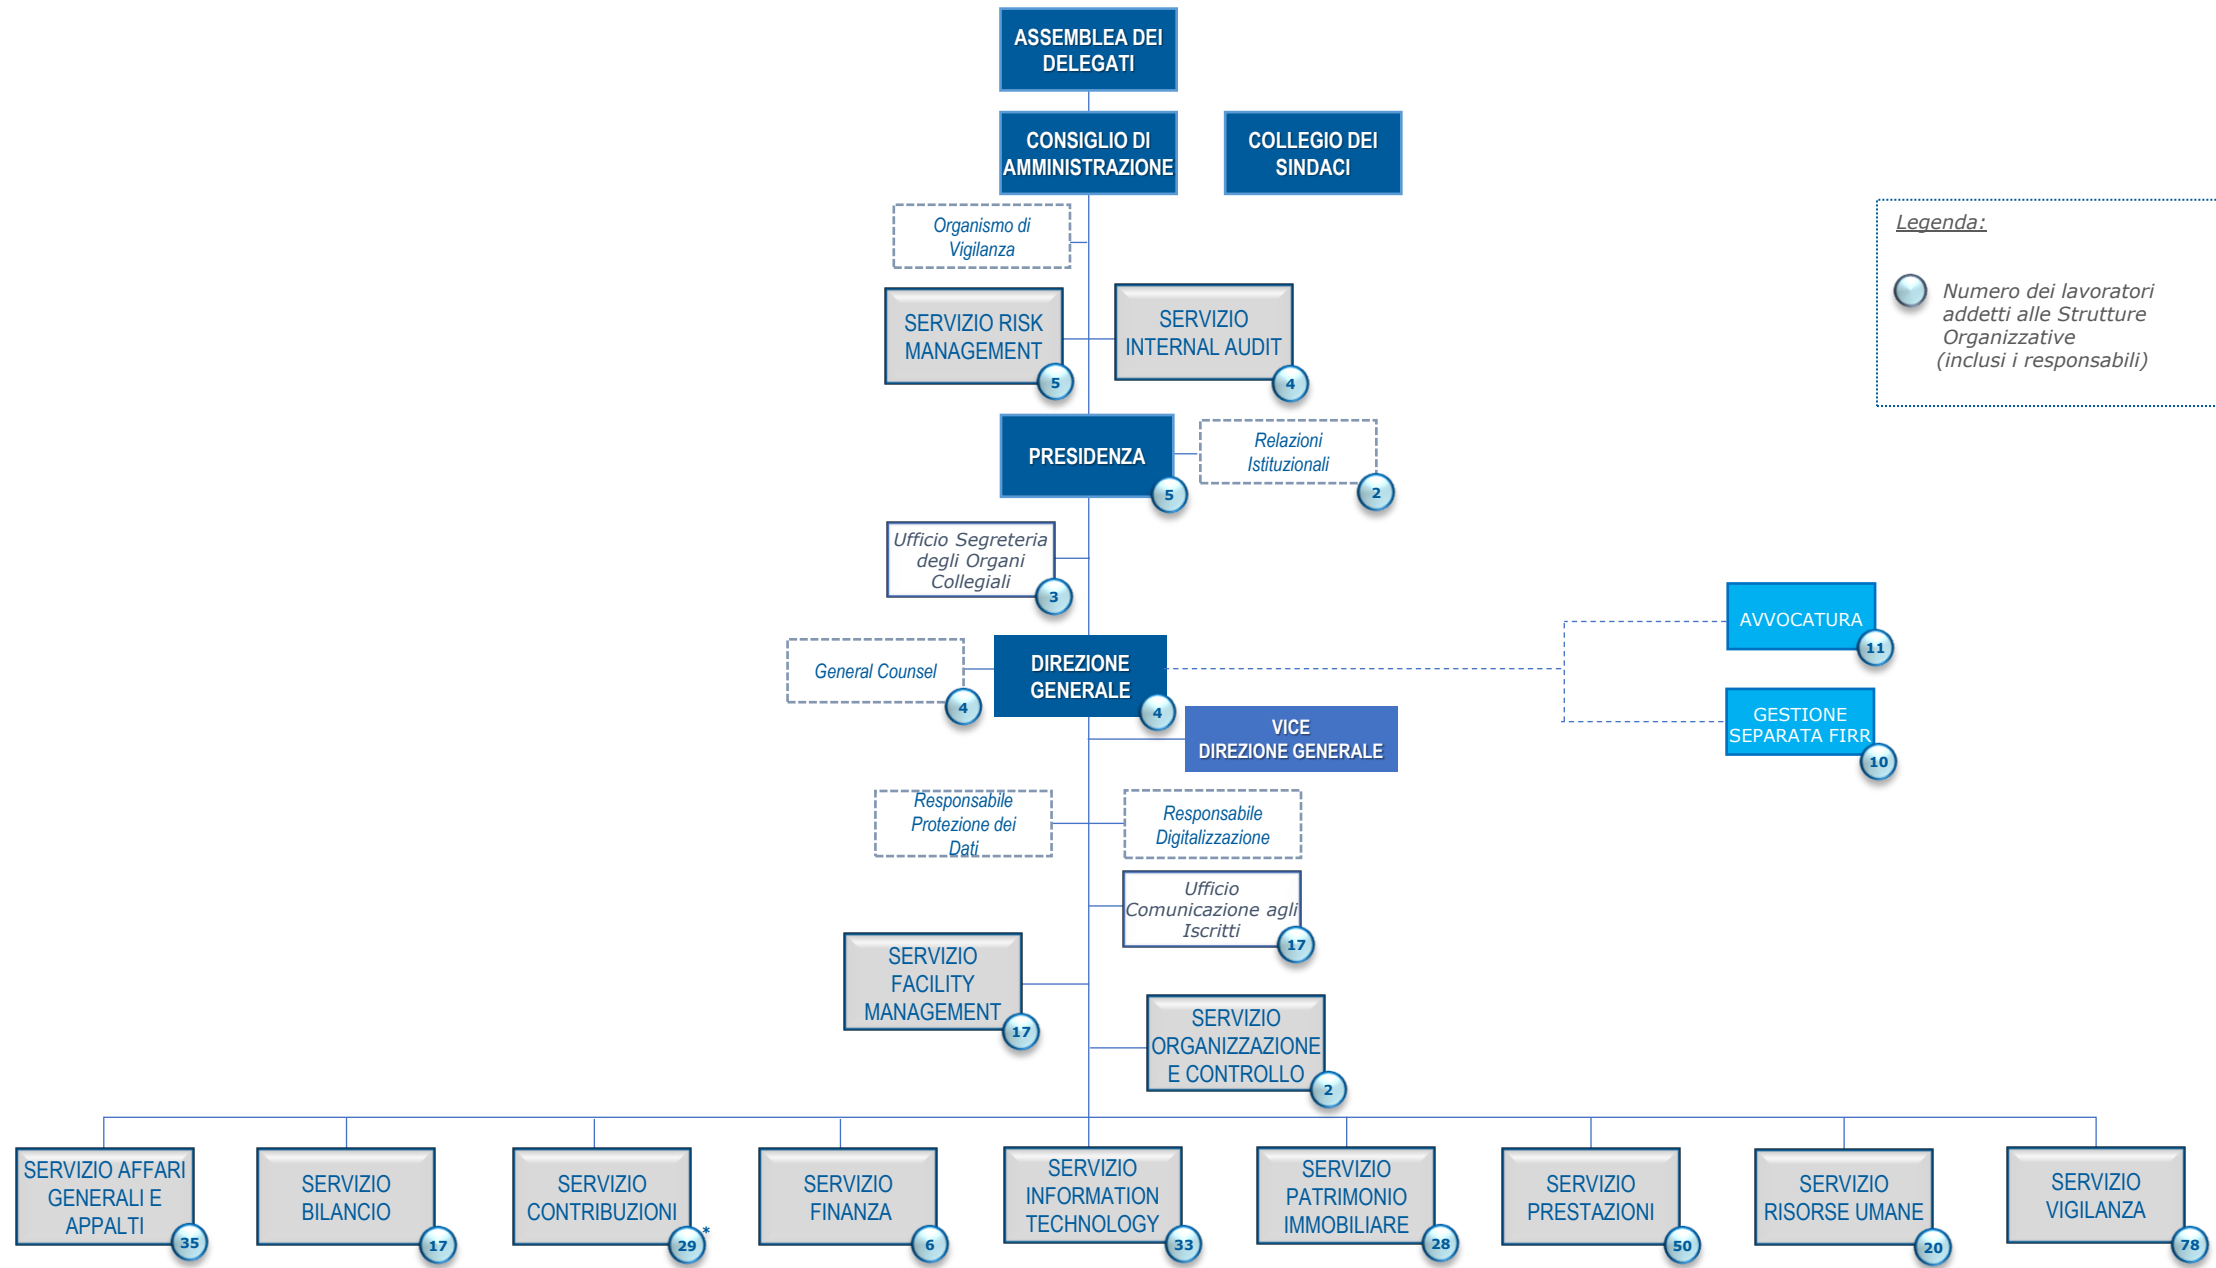 ASSEMBLEA DEI
DELEGATI
CONSIGLIO DI
AMMINISTRAZIONE
COLLEGIO DEI
SINDACI
Organismo di
Vigilanza
Legenda:
Numero dei lavoratori
addetti alle Strutture
Organizzative
(inclusi i responsabili)
SERVIZIO RISK
MANAGEMENT
5
SERVIZIO
INTERNAL AUDIT
4
PRESIDENZA
5
Relazioni
Istituzionali
2
Ufficio Segreteria
degli Organi
Collegiali
3
AVVOCATURA
11
General Counsel
4
DIREZIONE
GENERALE
4
GESTIONE
SEPARATA FIRR
10
VICE
DIREZIONE GENERALE
Responsabile
Protezione dei
Dati
Responsabile
Digitalizzazione
Ufficio
Comunicazione agli
Iscritti
17
SERVIZIO
FACILITY
MANAGEMENT
17
SERVIZIO
ORGANIZZAZIONE
E CONTROLLO
2
SERVIZIO AFFARI
GENERALI E
APPALTI
35
SERVIZIO
BILANCIO
17
SERVIZIO
CONTRIBUZIONI
29*
SERVIZIO
FINANZA
6
SERVIZIO
INFORMATION
TECHNOLOGY
33
SERVIZIO
PATRIMONIO
IMMOBILIARE
28
SERVIZIO
PRESTAZIONI
50
SERVIZIO
RISORSE UMANE
20
SERVIZIO
VIGILANZA
78